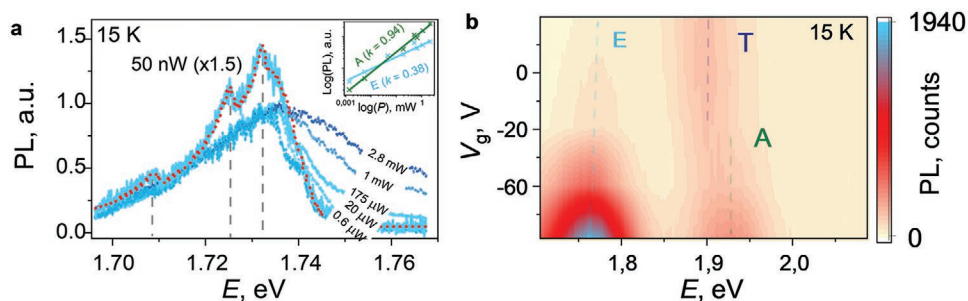 a
15 K
50 nW (×1.5)
PL, a.u.
1.5
1.0
0.5
0.0
1.70
1.72
1.74
1.76
E, eV
2.8 mW
1 mW
175 µW
20 µW
0.6 µW
Log(PL), a.u.
A (k = 0.94)
E (k = 0.38)
0,001
1
log(P), mW
b
15 K
E
T
A
Vg, V
0
-20
-60
1,8
1,9
2,0
E, eV
1940
0
PL, counts